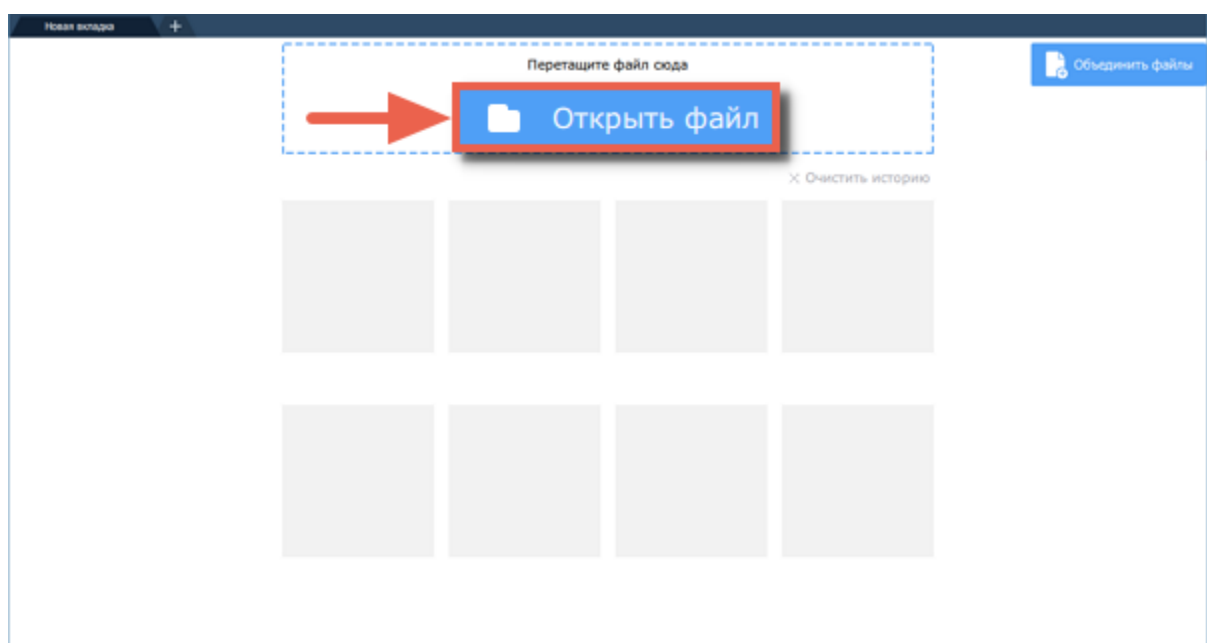 Новая вкладка
Перетащите файл сюда
Объединить файлы
Открыть файл
Очистить историю